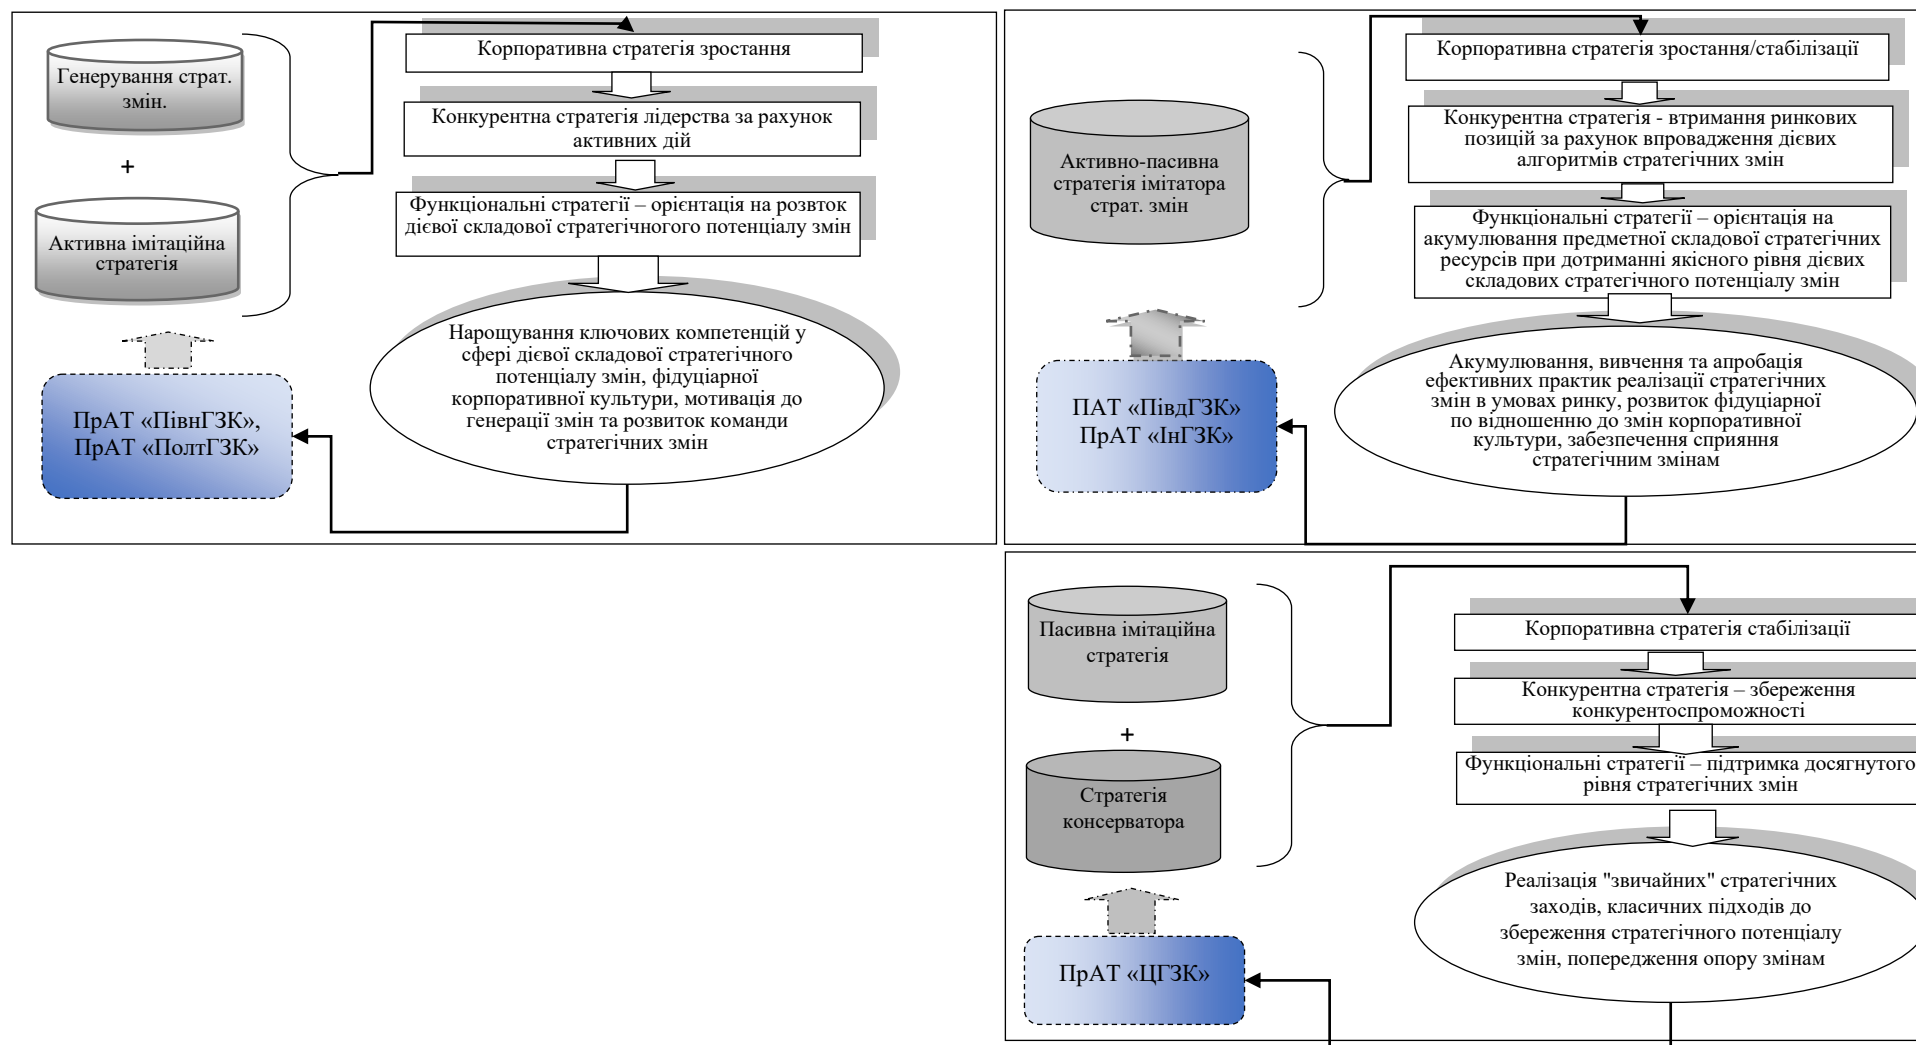 Генерування страт.
змін.
+
Активна імітаційна
стратегія
ПрАТ «ПівнГЗК»,
ПрАТ «ПолтГЗК»
Корпоративна стратегія зростання
Конкурентна стратегія лідерства за рахунок
активних дій
Функціональні стратегії – орієнтація на розвток
дієвої складової стратегічного потенціалу змін
Нарощування ключових компетенцій у
сфері дієвої складової стратегічного
потенціалу змін, фідуціарної
корпоративної культури, мотивація до
генерації змін та розвиток команди
стратегічних змін
Активно-пасивна
стратегія імітатора
страт. змін
ПАТ «ПівдГЗК»
ПрАТ «ІнГЗК»
Корпоративна стратегія зростання/стабілізації
Конкурентна стратегія - втримання ринкових
позицій за рахунок впровадження дієвих
алгоритмів стратегічних змін
Функціональні стратегії – орієнтація на
акумулювання предметної складової стратегічних
ресурсів при дотриманні якісного рівня дієвих
складових стратегічного потенціалу змін
Акумулювання, вивчення та апробація
ефективних практик реалізації стратегічних
змін в умовах ринку, розвиток фідуціарної
по відношенню до змін корпоративної
культури, забезпечення сприяння
стратегічним змінам
Пасивна імітаційна
стратегія
+
Стратегія
консерватора
ПрАТ «ЦГЗК»
Корпоративна стратегія стабілізації
Конкурентна стратегія – збереження
конкурентоспроможності
Функціональні стратегії – підтримка досягнутого
рівня стратегічних змін
Реалізація "звичайних" стратегічних
заходів, класичних підходів до
збереження стратегічного потенціалу
змін, попередження опору змінам